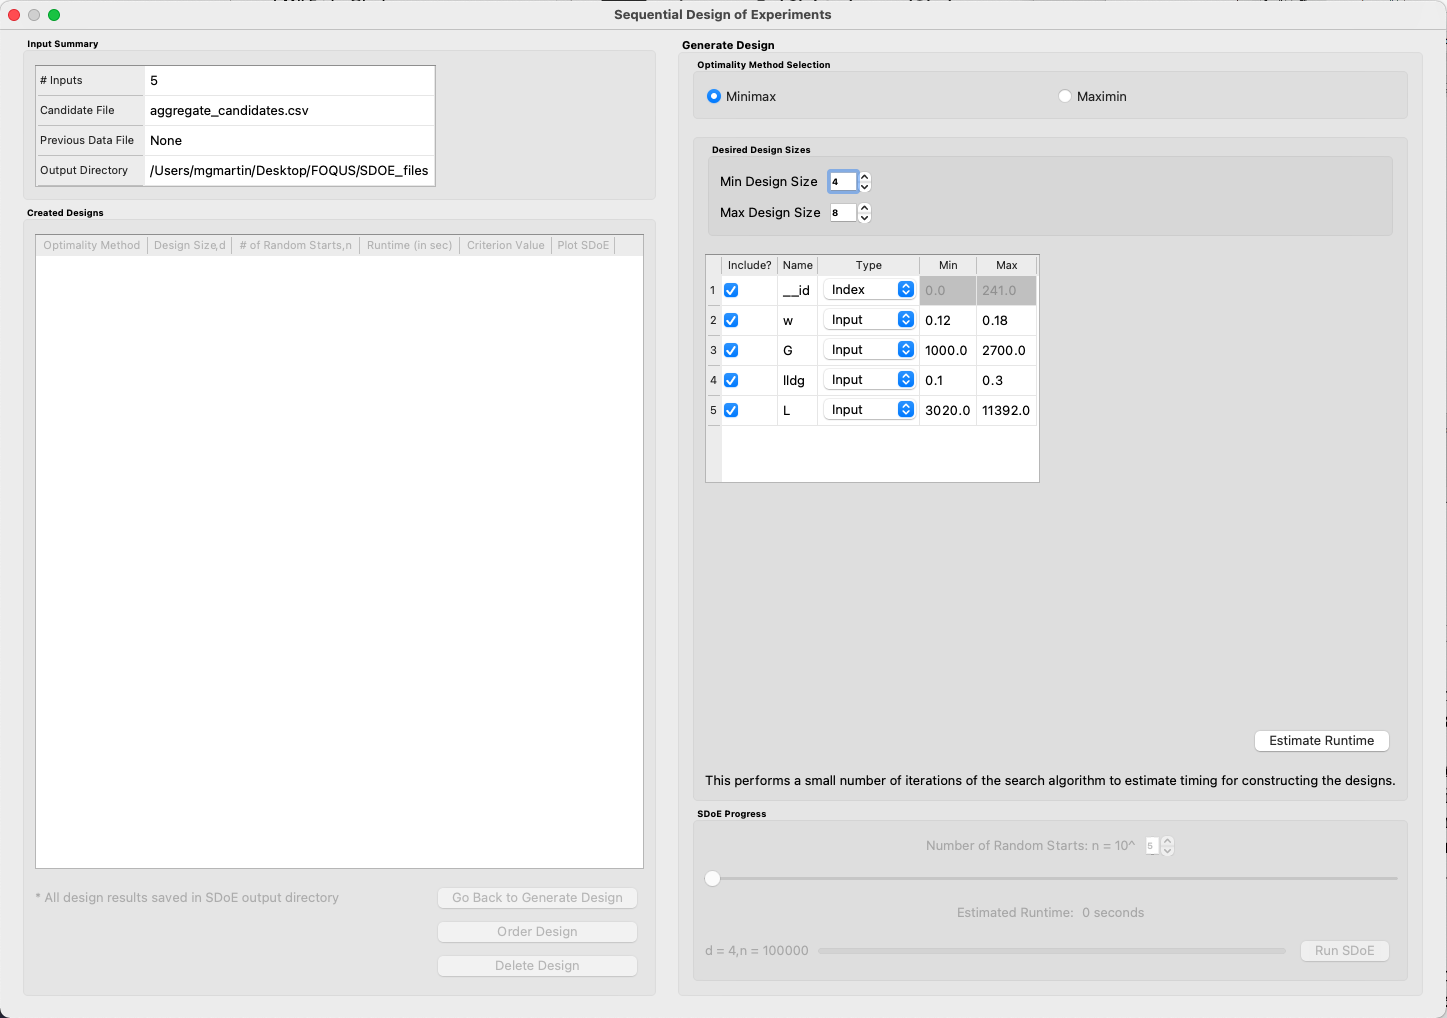 Sequential Design of Experiments
Input Summary
# Inputs 5
Candidate File aggregate_candidates.csv
Previous Data File None
Output Directory /Users/mgmartin/Desktop/FOQUS/SDOE_files
Created Designs
Optimality Method Design Size,d # of Random Starts,n Runtime (in sec) Criterion Value Plot SDoE
* All design results saved in SDoE output directory
Go Back to Generate Design
Order Design
Delete Design
Generate Design
Optimality Method Selection
Minimax Maximin
Desired Design Sizes
Min Design Size 4
Max Design Size 8
Include? Name Type Min Max
1 __id Index 0.0 241.0
2 w Input 0.12 0.18
3 G Input 1000.0 2700.0
4 lldg Input 0.1 0.3
5 L Input 3020.0 11392.0
Estimate Runtime
This performs a small number of iterations of the search algorithm to estimate timing for constructing the designs.
SDoE Progress
Number of Random Starts: n = 10^ 5
Estimated Runtime: 0 seconds
d = 4,n = 100000 Run SDoE